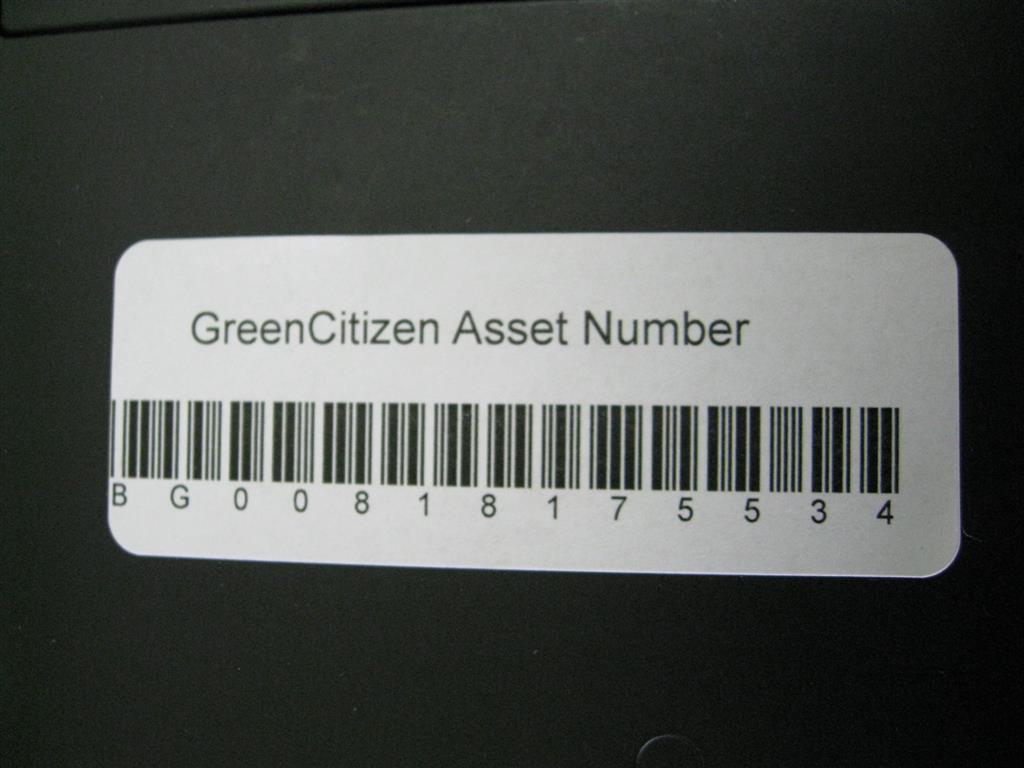 GreenCitizen Asset Number
B G 0 0 8 1 8 1 7 5 5 3 4